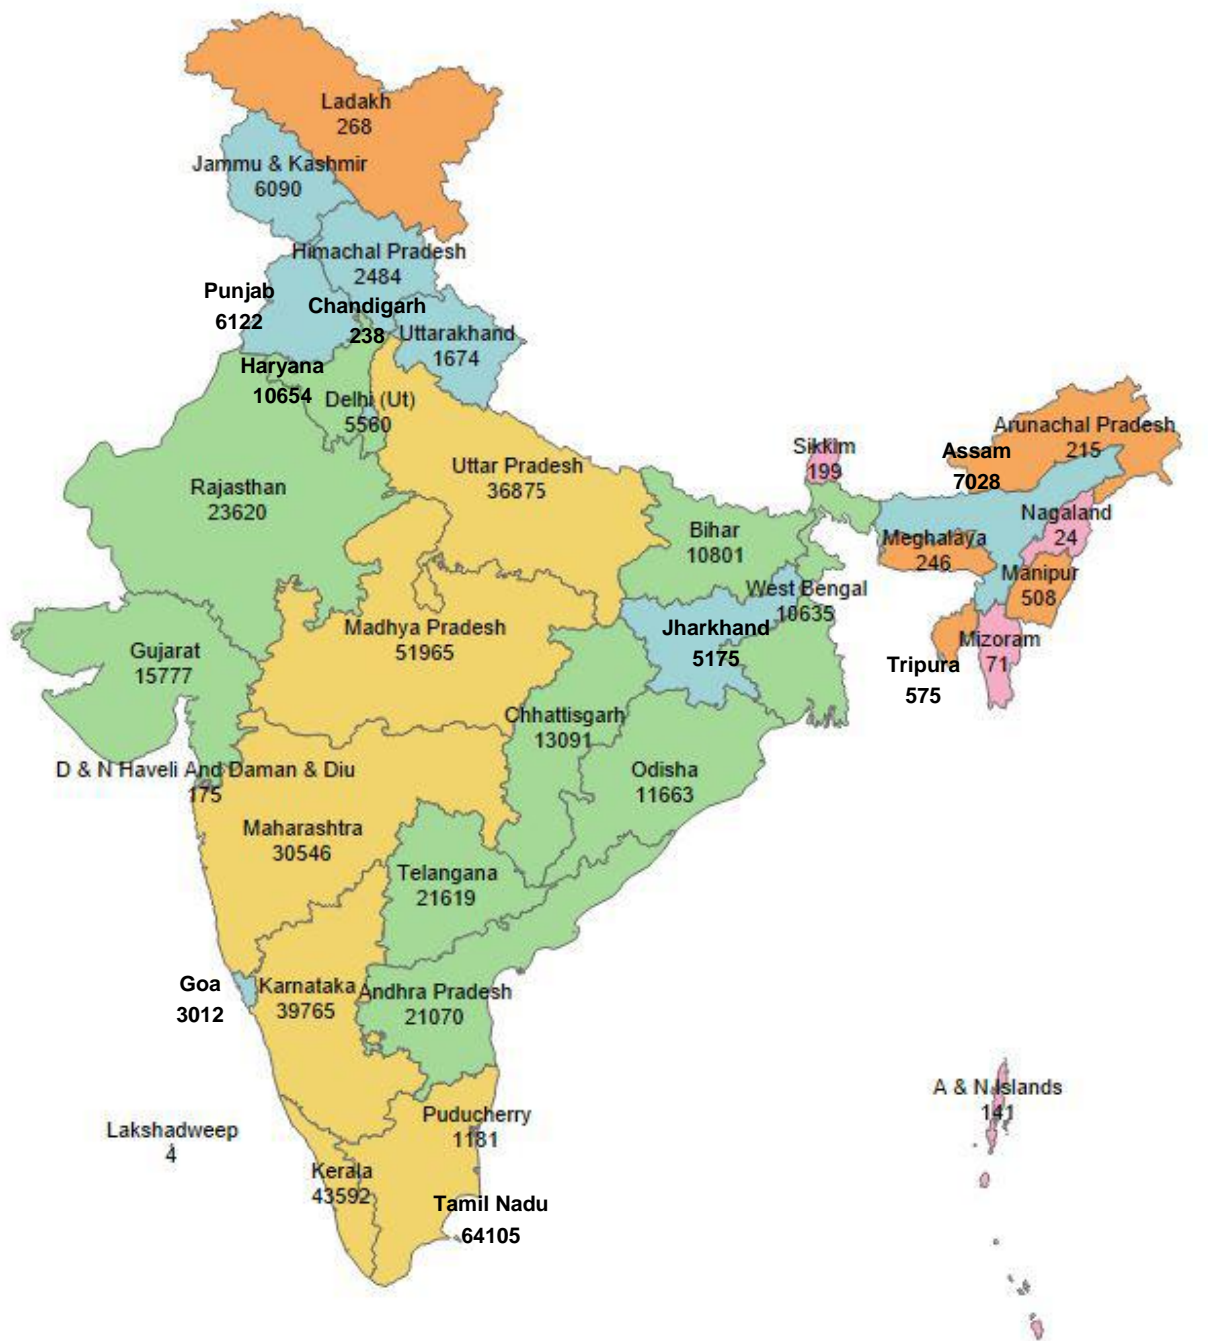 Ladakh
268
Jammu & Kashmir
6090
Himachal Pradesh
2484
Punjab
6122
Chandigarh
238
Uttarakhand
1674
Haryana
10654
Delhi (Ut)
5560
Rajasthan
23620
Uttar Pradesh
36875
Bihar
10801
Sikkim
199
Assam
7028
Arunachal Pradesh
215
Nagaland
24
Meghalaya
246
Manipur
508
Mizoram
71
Tripura
575
West Bengal
10635
Jharkhand
5175
Gujarat
15777
Madhya Pradesh
51965
Chhattisgarh
13091
Odisha
11663
D & N Haveli And Daman & Diu
175
Maharashtra
30546
Telangana
21619
Goa
3012
Karnataka
39765
Andhra Pradesh
21070
A & N Islands
141
Lakshadweep
4
Puducherry
1181
Kerala
43592
Tamil Nadu
64105